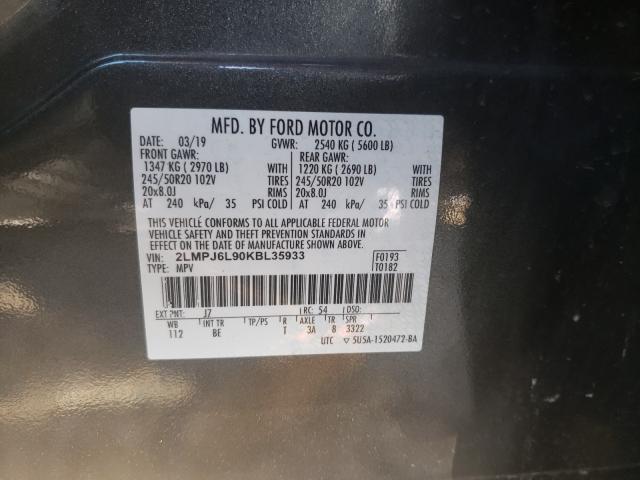 MFD. BY FORD MOTOR CO.
DATE: 03/19 GVWR: 2540 KG ( 5600 LB)
FRONT GAWR: REAR GAWR:
1347 KG ( 2970 LB) WITH 1220 KG ( 2690 LB) WITH
245/50R20 102V TIRES 245/50R20 102V TIRES
20x8.0J RIMS 20x8.0J RIMS
AT 240 kPa/ 35 PSI COLD AT 240 kPa/ 35 PSI COLD
THIS VEHICLE CONFORMS TO ALL APPLICABLE FEDERAL MOTOR
VEHICLE SAFETY AND THEFT PREVENTION STANDARDS IN
EFFECT ON THE DATE OF MANUFACTURE SHOWN ABOVE.
VIN: 2LMPJ6L90KBL35933 F0193
TYPE: MPV T0182
EXT PNT: J7 RC: 54 DSO:
WB INT TR TP/PS R AXLE TR SPR
112 BE T 3A 8 3322
UTC ▽ 5U5A-1520472-BA